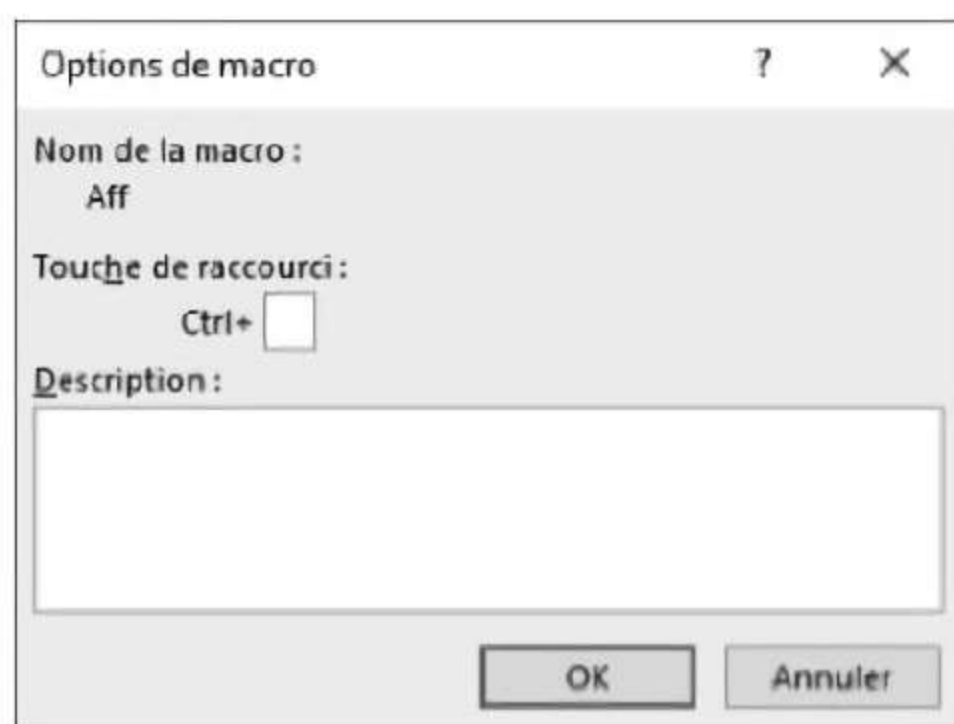 Options de macro ? ×
Nom de la macro :
Aff
Touche de raccourci :
Ctrl+
Description :
OK Annuler